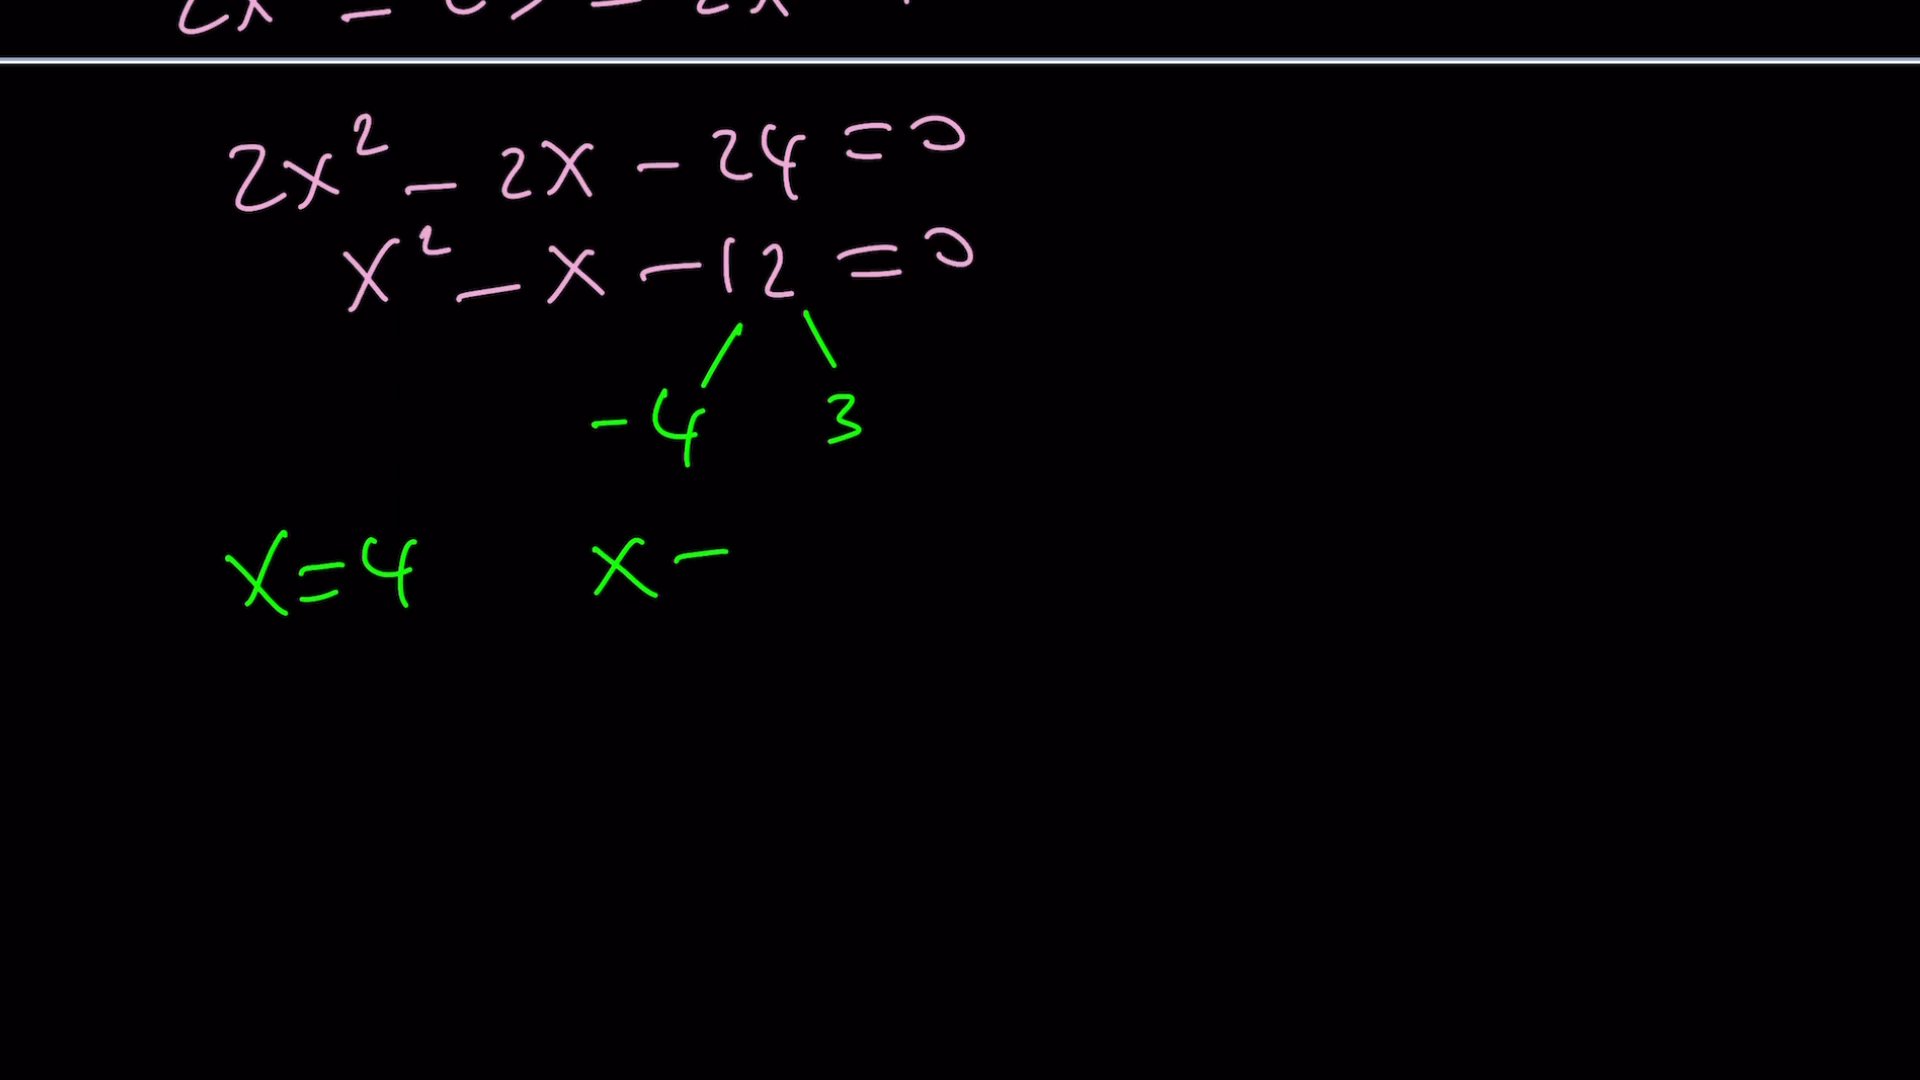 2x² - 2x - 24 = 0
x² - x - 12 = 0
-4 3
x = 4 x -